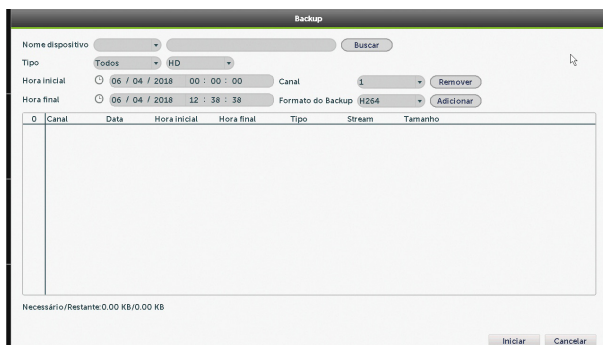 Backup
Nome dispositivo Buscar
Tipo Todos HD
Hora inicial 06 / 04 / 2018 00 : 00 : 00 Canal 1 Remover
Hora final 06 / 04 / 2018 12 : 38 : 38 Formato do Backup H264 Adicionar
0 Canal Data Hora inicial Hora final Tipo Stream Tamanho
Necessário/Restante:0.00 KB/0.00 KB
Iniciar Cancelar